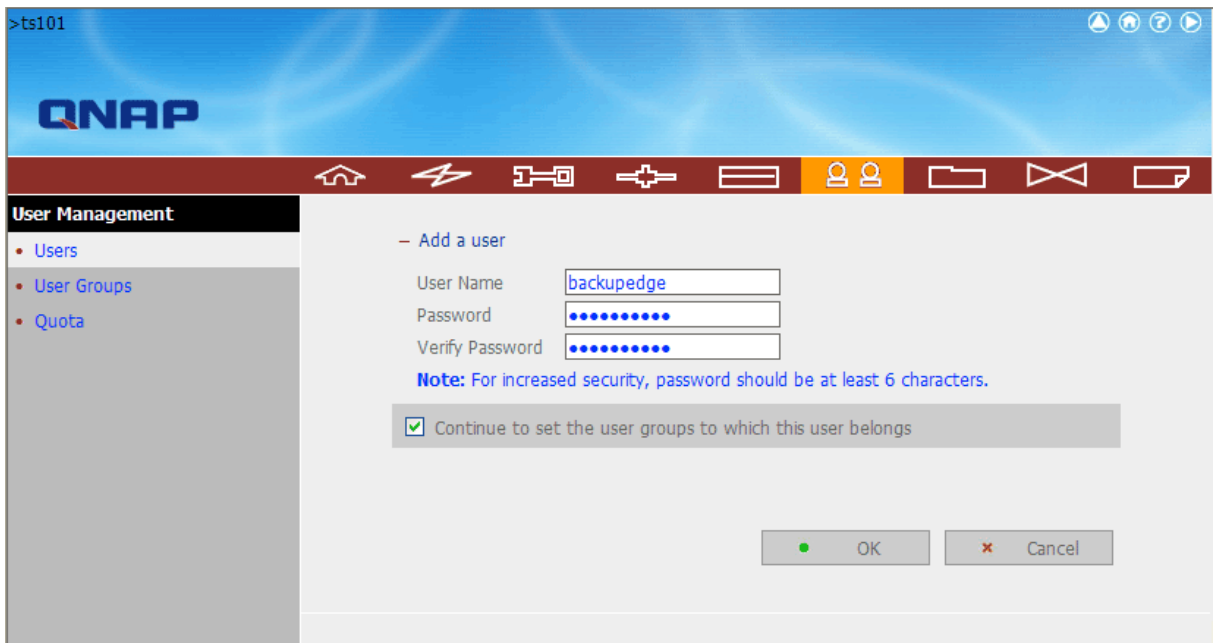 >ts101
QNAP
User Management
Users
User Groups
Quota
– Add a user
User Name backupedge
Password ••••••••••
Verify Password ••••••••••
Note: For increased security, password should be at least 6 characters.
Continue to set the user groups to which this user belongs
OK Cancel